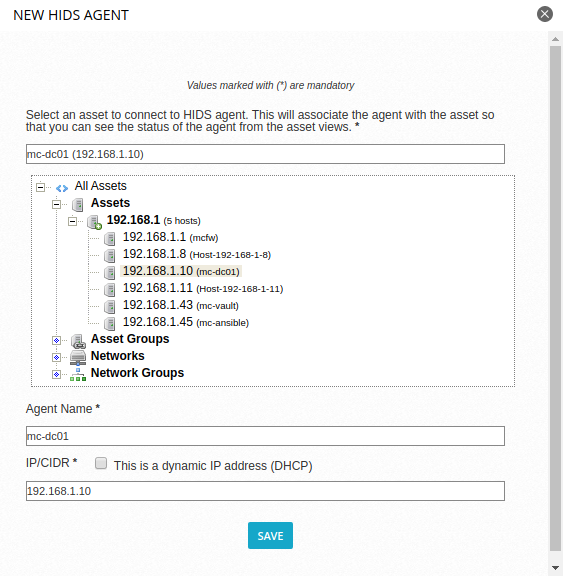 NEW HIDS AGENT
Values marked with (*) are mandatory
Select an asset to connect to HIDS agent. This will associate the agent with the asset so
that you can see the status of the agent from the asset views. *
mc-dc01 (192.168.1.10)
All Assets
Assets
192.168.1 (5 hosts)
192.168.1.1 (mcfw)
192.168.1.8 (Host-192-168-1-8)
192.168.1.10 (mc-dc01)
192.168.1.11 (Host-192-168-1-11)
192.168.1.43 (mc-vault)
192.168.1.45 (mc-ansible)
Asset Groups
Networks
Network Groups
Agent Name *
mc-dc01
IP/CIDR * This is a dynamic IP address (DHCP)
192.168.1.10
SAVE